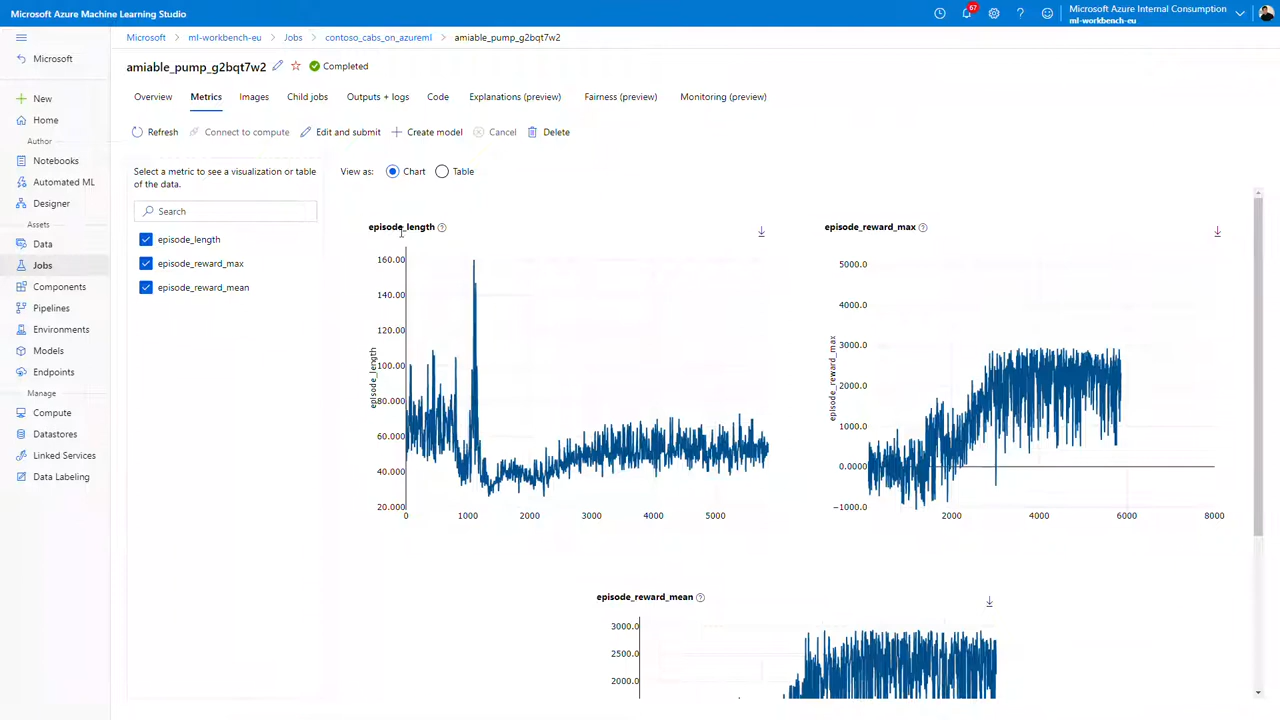 Microsoft Azure Machine Learning Studio
67
Microsoft Azure Internal Consumption
ml-workbench-eu
Microsoft > ml-workbench-eu > Jobs > contoso_cabs_on_azureml > amiable_pump_g2bqt7w2
Microsoft
amiable_pump_g2bqt7w2 Completed
Overview Metrics Images Child jobs Outputs + logs Code Explanations (preview) Fairness (preview) Monitoring (preview)
Refresh Connect to compute Edit and submit Create model Cancel Delete
New
Home
Author
Notebooks
Automated ML
Designer
Assets
Data
Jobs
Components
Pipelines
Environments
Models
Endpoints
Manage
Compute
Datastores
Linked Services
Data Labeling
Select a metric to see a visualization or table
of the data.
Search
episode_length
episode_reward_max
episode_reward_mean
View as: Chart Table
episode_length
160.00
140.00
120.00
100.00
80.000
60.000
40.000
20.000
episode_length
0 1000 2000 3000 4000 5000
episode_reward_max
5000.0
4000.0
3000.0
2000.0
1000.0
0.0000
−1000.0
episode_reward_max
2000 4000 6000 8000
episode_reward_mean
3000.0
2500.0
2000.0